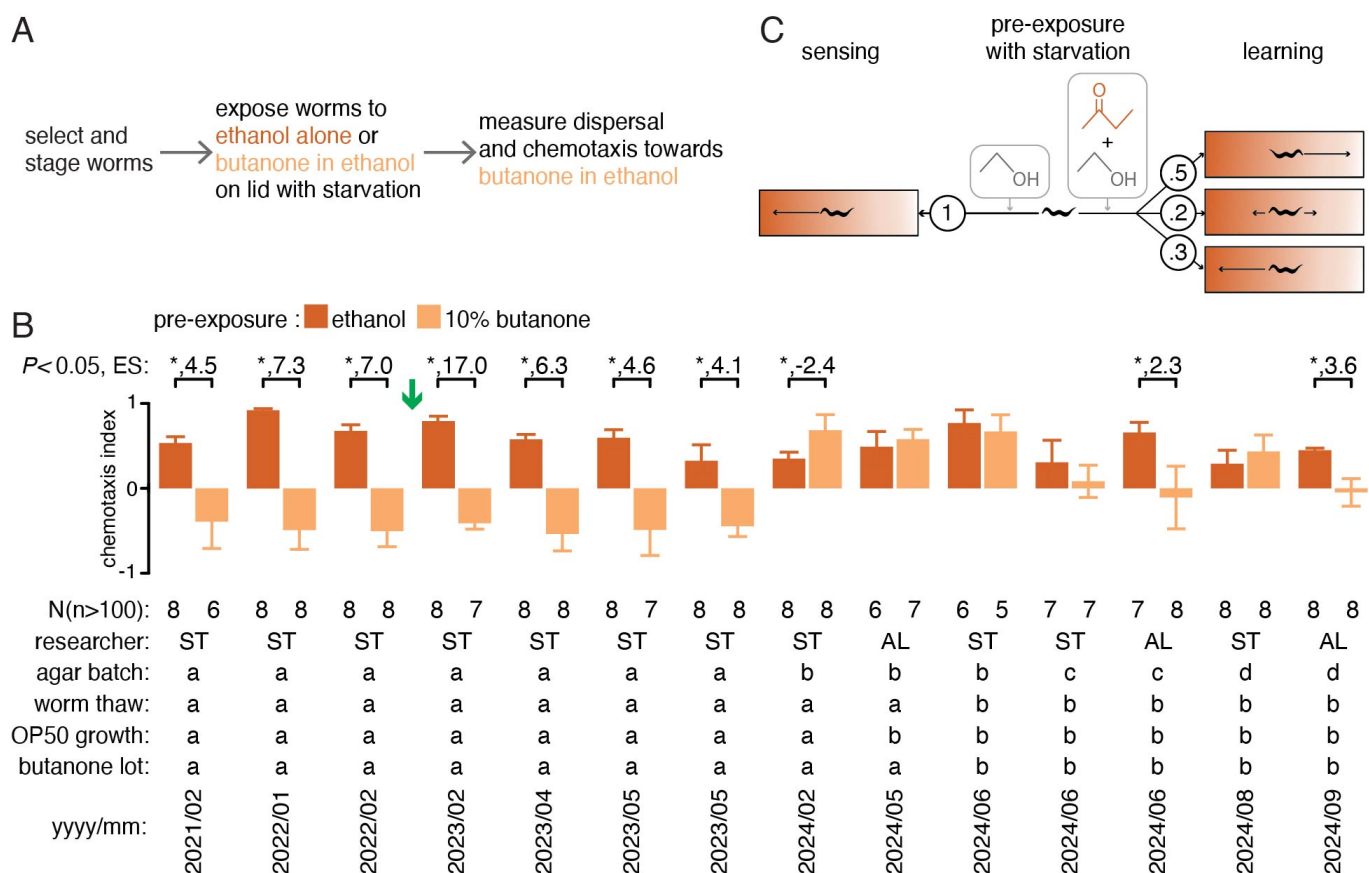 A
select and
stage worms
expose worms to
ethanol alone or
butanone in ethanol
on lid with starvation
measure dispersal
and chemotaxis towards
butanone in ethanol
C
sensing
pre-exposure
with starvation
learning
O
+
OH
OH
1
.5
.2
.3
B
pre-exposure : ethanol 10% butanone
P< 0.05, ES: *,4.5 *,7.3 *,7.0 *,17.0 *,6.3 *,4.6 *,4.1 *,-2.4 *,2.3 *,3.6
chemotaxis index
1
0
-1
N(n>100): 8 6 8 8 8 8 8 7 8 8 8 7 8 8 8 8 6 7 6 5 7 7 7 8 8 8 8 8
researcher: ST ST ST ST ST ST ST ST AL ST ST AL ST AL
agar batch: a a a a a a a b b b c c d d
worm thaw: a a a a a a a a a b b b b b
OP50 growth: a a a a a a a a b b b b b b
butanone lot: a a a a a a a a a b b b b b
yyyy/mm: 2021/02 2022/01 2022/02 2023/02 2023/04 2023/05 2023/05 2024/02 2024/05 2024/06 2024/06 2024/06 2024/08 2024/09